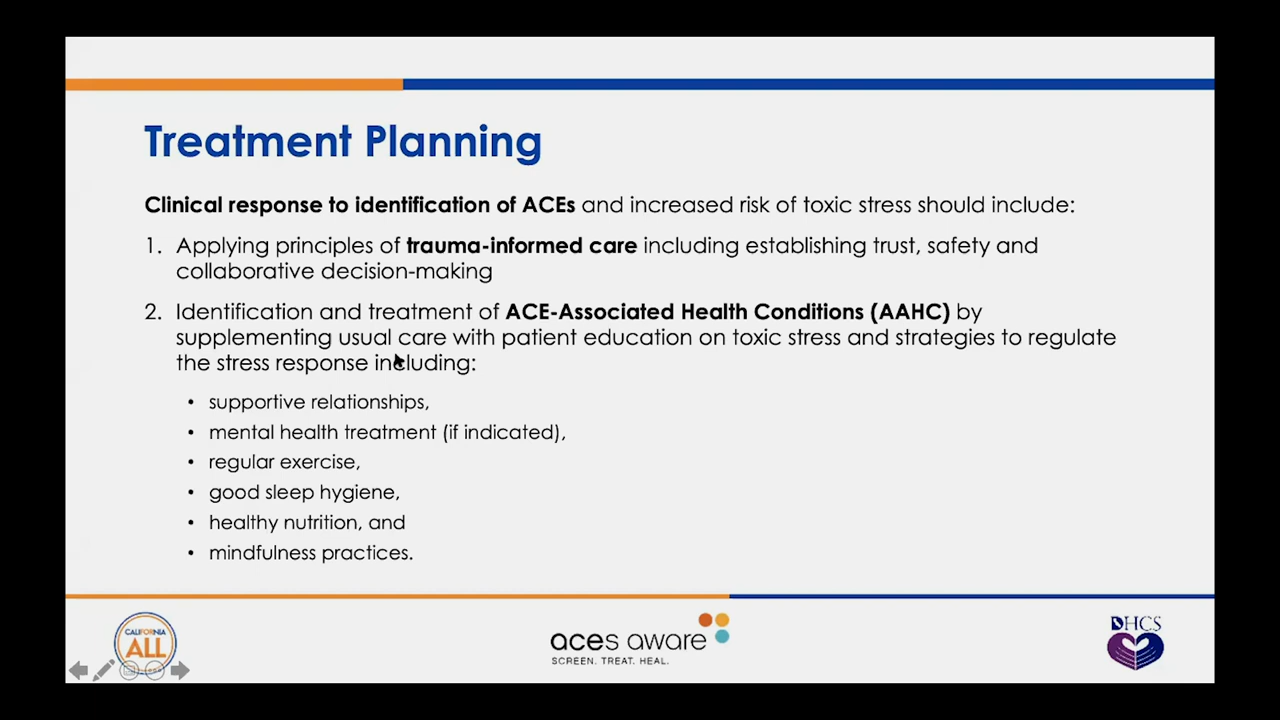 Treatment Planning
Clinical response to identification of ACEs and increased risk of toxic stress should include:
1. Applying principles of trauma-informed care including establishing trust, safety and
collaborative decision-making
2. Identification and treatment of ACE-Associated Health Conditions (AAHC) by
supplementing usual care with patient education on toxic stress and strategies to regulate
the stress response including:
• supportive relationships,
• mental health treatment (if indicated),
• regular exercise,
• good sleep hygiene,
• healthy nutrition, and
• mindfulness practices.
CALIFORNIA
ALL
aces aware
SCREEN. TREAT. HEAL.
DHCS